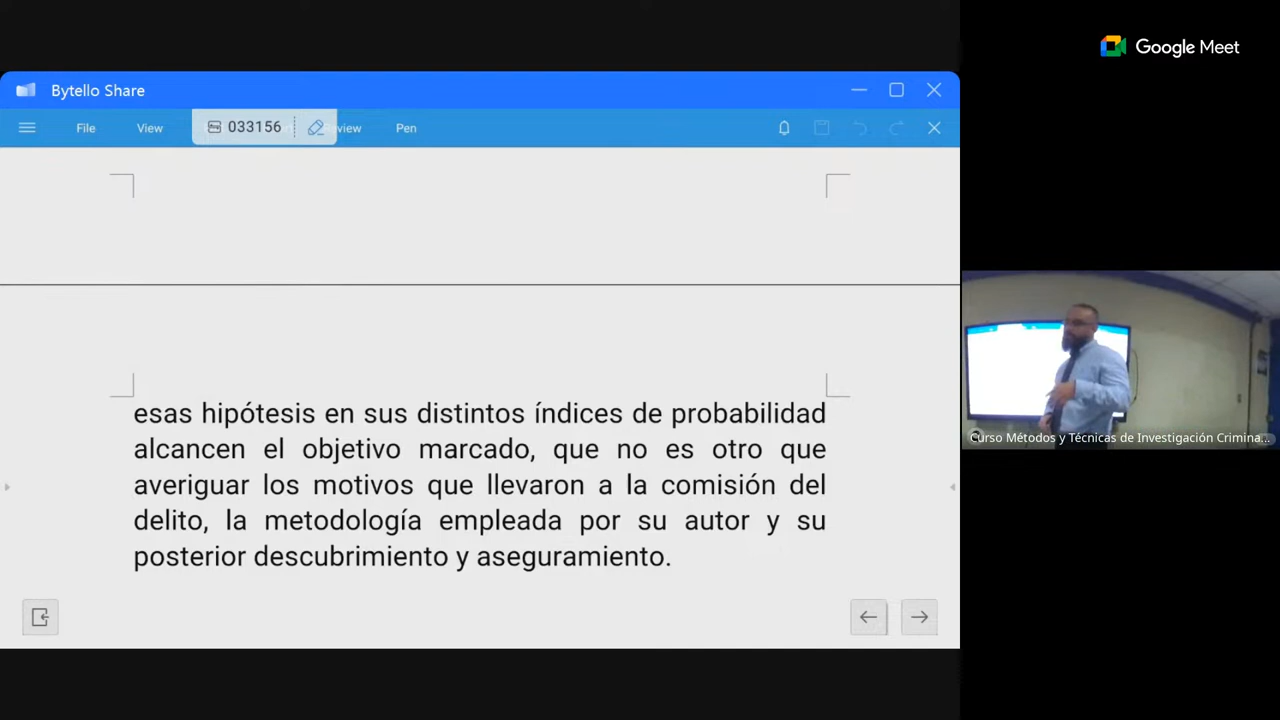 Google Meet
Bytello Share
File View 033156 view Pen
esas hipótesis en sus distintos índices de probabilidad
alcancen el objetivo marcado, que no es otro que
averiguar los motivos que llevaron a la comisión del
delito, la metodología empleada por su autor y su
posterior descubrimiento y aseguramiento.
Curso Métodos y Técnicas de Investigación Crimina...